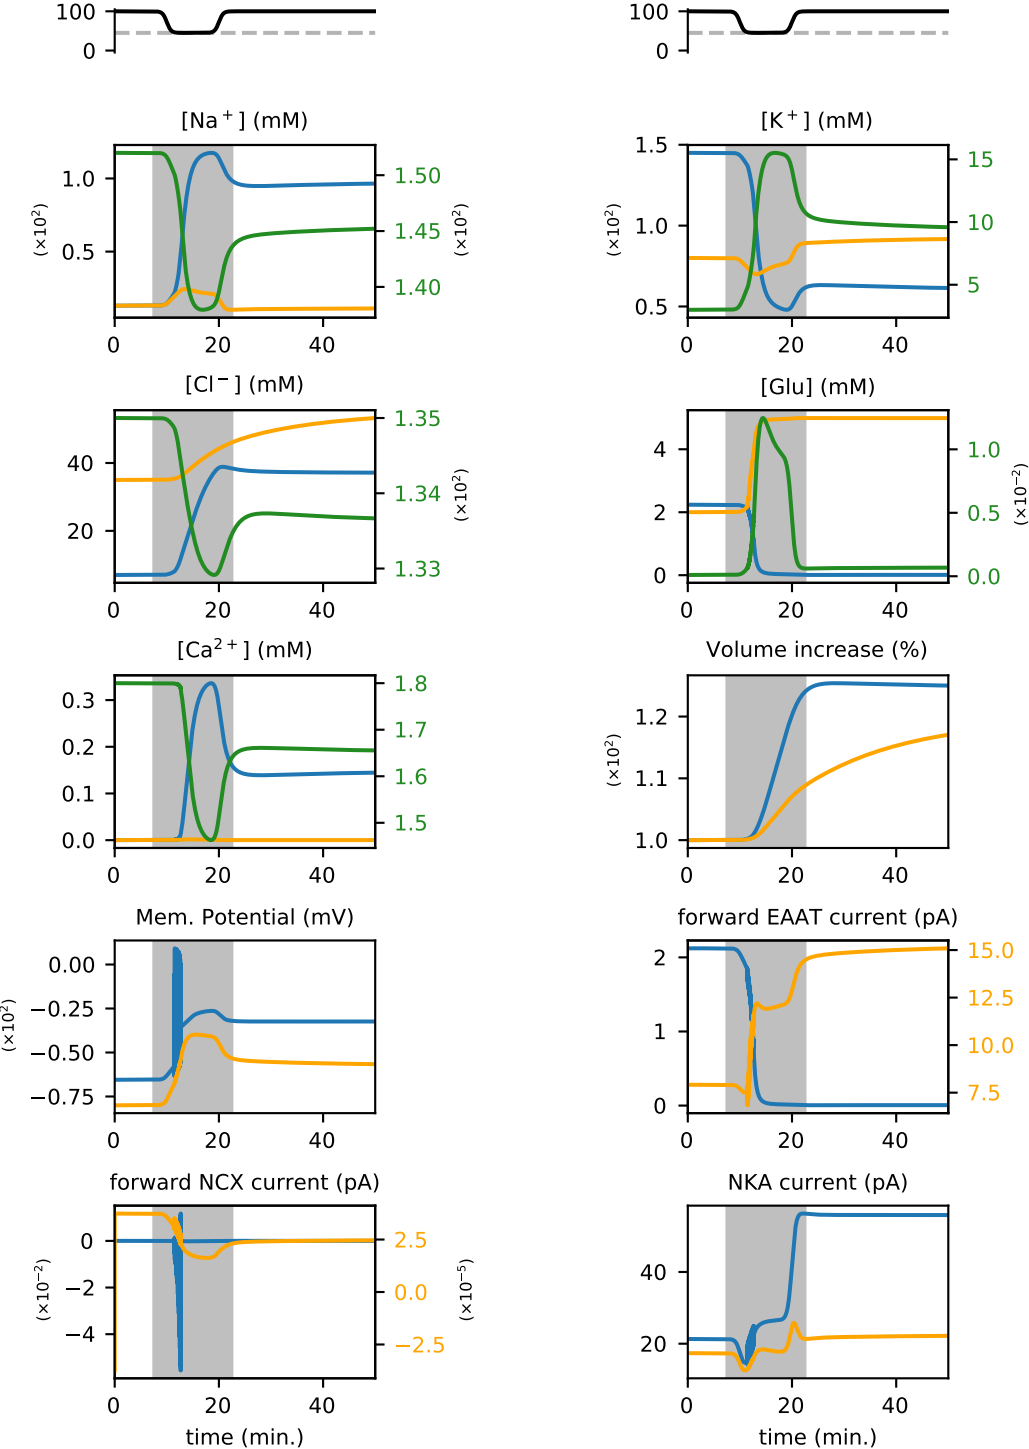 100
0
100
0
[Na⁺] (mM)
1.0
0.5
(×10²)
1.50
1.45
1.40
(×10²)
0 20 40
[K⁺] (mM)
1.5
1.0
0.5
(×10²)
15
10
5
0 20 40
[Cl⁻] (mM)
40
20
1.35
1.34
1.33
(×10²)
0 20 40
[Glu] (mM)
4
2
0
1.0
0.5
0.0
(×10⁻²)
0 20 40
[Ca²⁺] (mM)
0.3
0.2
0.1
0.0
1.8
1.7
1.6
1.5
0 20 40
Volume increase (%)
1.2
1.1
1.0
(×10²)
0 20 40
Mem. Potential (mV)
0.00
−0.25
−0.50
−0.75
(×10²)
0 20 40
forward EAAT current (pA)
2
1
0
15.0
12.5
10.0
7.5
0 20 40
forward NCX current (pA)
0
−2
−4
(×10⁻²)
2.5
0.0
−2.5
(×10⁻⁵)
0 20 40
time (min.)
NKA current (pA)
40
20
0 20 40
time (min.)